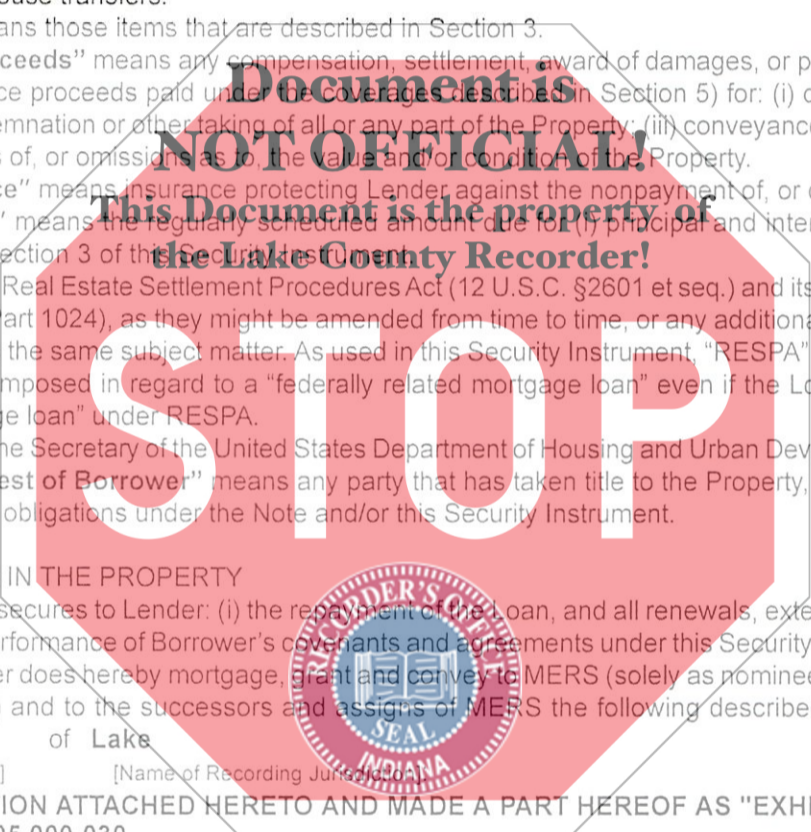 ouse transfers.
ans those items that are described in Section 3.
ceeds” means any compensation, settlement, award of damages, or p
ce proceeds paid under the coverages described in Section 5) for: (i) d
emnation or other taking of all or any part of the Property; (iii) conveyanc
s of, or omissions as to, the value and/or condition of the Property.
ce” means insurance protecting Lender against the nonpayment of, or
” means the regularly scheduled amount due for (i) principal and inter
ection 3 of this Security Instrument.
Real Estate Settlement Procedures Act (12 U.S.C. §2601 et seq.) and its
art 1024), as they might be amended from time to time, or any additiona
the same subject matter. As used in this Security Instrument, “RESPA”
mposed in regard to a “federally related mortgage loan” even if the Lo
ge loan” under RESPA.
he Secretary of the United States Department of Housing and Urban Dev
est of Borrower” means any party that has taken title to the Property,
obligations under the Note and/or this Security Instrument.
IN THE PROPERTY
secures to Lender: (i) the repayment of the Loan, and all renewals, exte
rformance of Borrower’s covenants and agreements under this Security
er does hereby mortgage, grant and convey to MERS (solely as nominee
and to the successors and assigns of MERS the following describe
of Lake
] [Name of Recording Jurisdiction]:
ION ATTACHED HERETO AND MADE A PART HEREOF AS "EXHI
Document is
NOT OFFICIAL!
This Document is the property of
the Lake County Recorder!
STOP
RECORDER'S OFFICE
SEAL
INDIANA